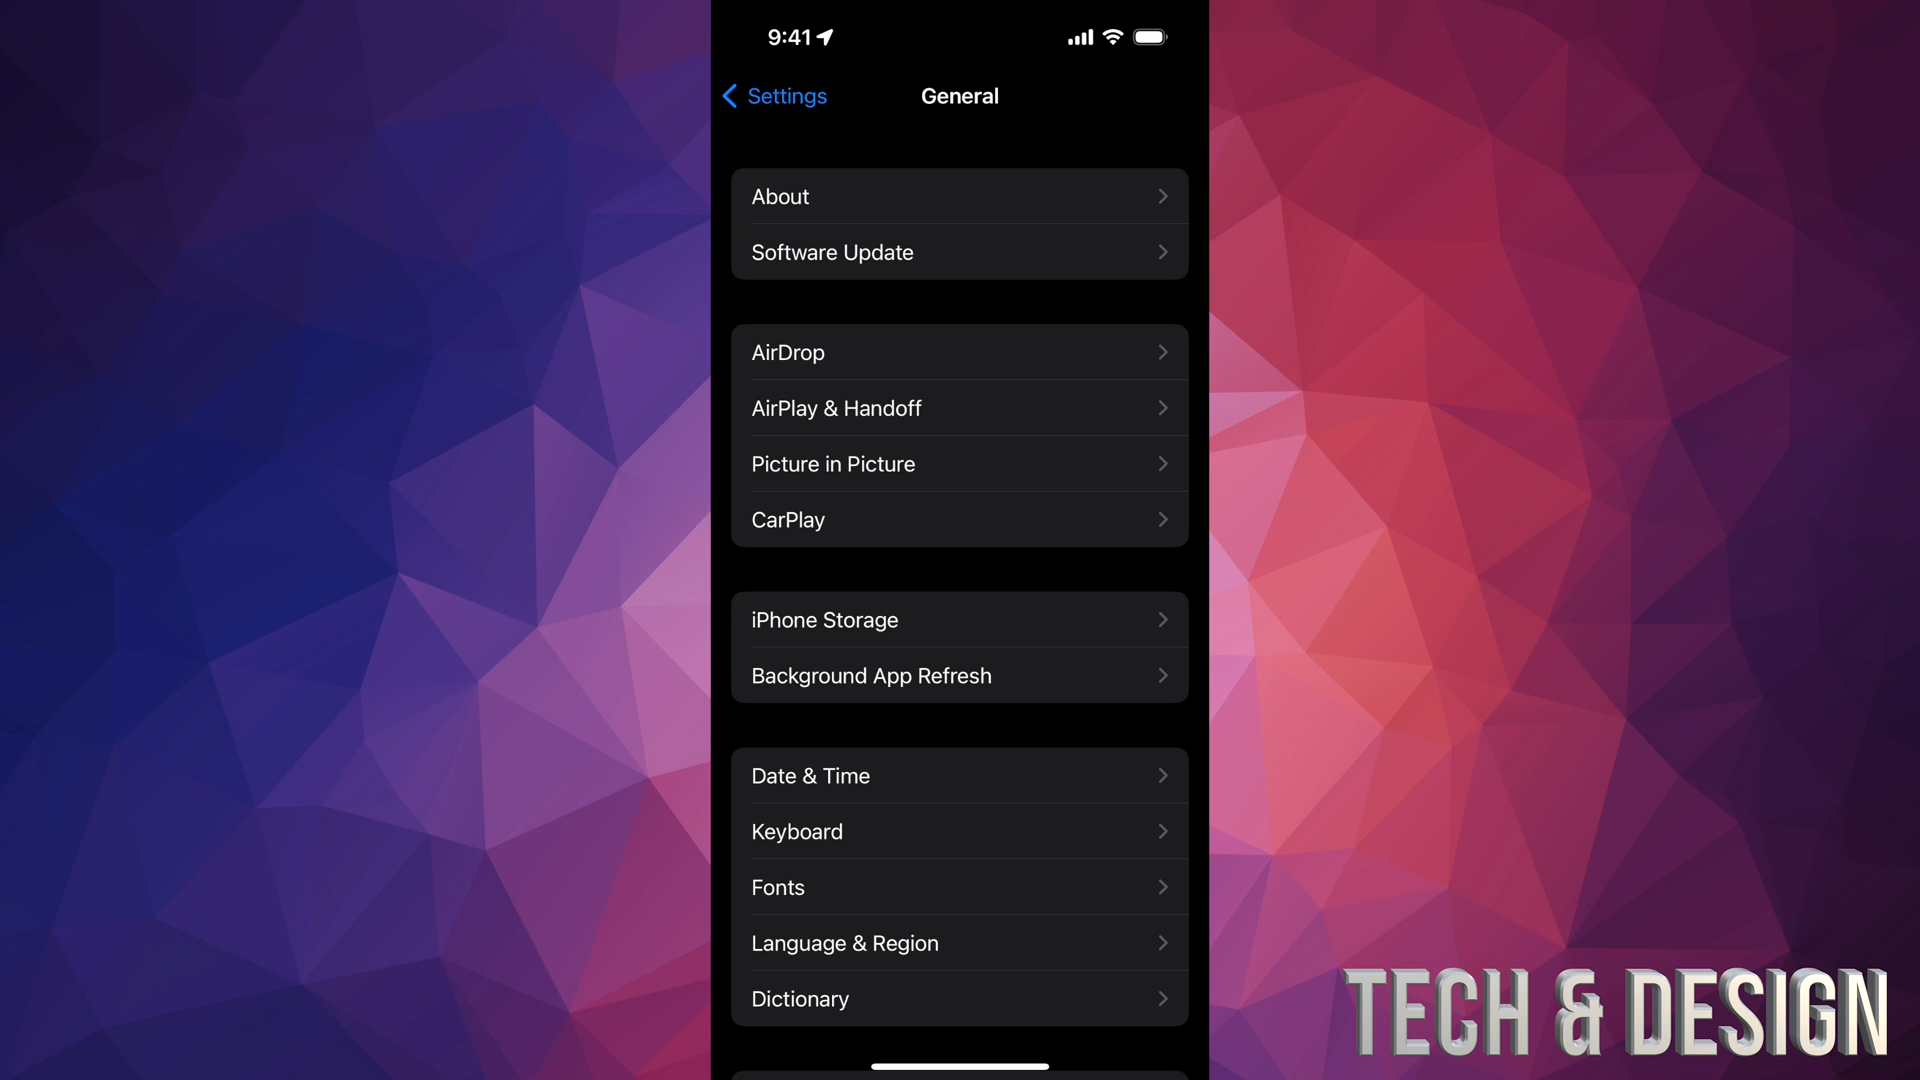 9:41
Settings
General
About
Software Update
AirDrop
AirPlay & Handoff
Picture in Picture
CarPlay
iPhone Storage
Background App Refresh
Date & Time
Keyboard
Fonts
Language & Region
Dictionary
TECH & DESIGN